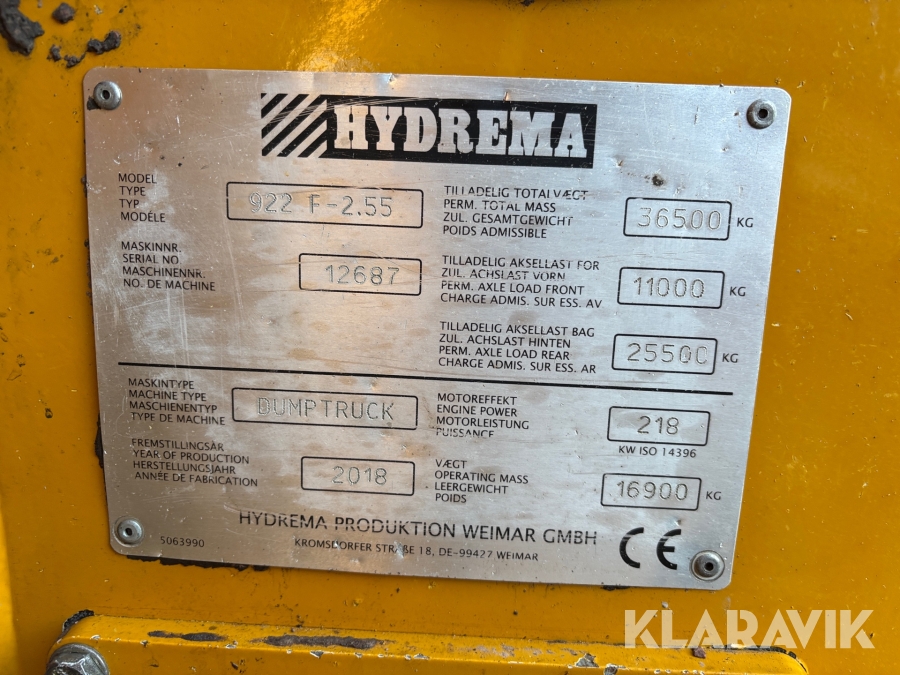 HYDREMA
MODEL
TYPE
TYP
MODÉLE
922 F-2.55
TILLADELIG TOTALVÆGT
PERM. TOTAL MASS
ZUL. GESAMTGEWICHT
POIDS ADMISSIBLE
36500 KG
MASKINNR.
SERIAL NO.
MASCHINENNR.
NO. DE MACHINE
12687
TILLADELIG AKSELLAST FOR
ZUL. ACHSLAST VORN
PERM. AXLE LOAD FRONT
CHARGE ADMIS. SUR ESS. AV
11000 KG
TILLADELIG AKSELLAST BAG
ZUL. ACHSLAST HINTEN
PERM. AXLE LOAD REAR
CHARGE ADMIS. SUR ESS. AR
25500 KG
MASKINTYPE
MACHINE TYPE
MASCHIENENTYP
TYPE DE MACHINE
DUMPTRUCK
MOTOREFFEKT
ENGINE POWER
MOTORLEISTUNG
PUISSANCE
218
KW ISO 14396
FREMSTILLINGSÅR
YEAR OF PRODUCTION
HERSTELLUNGSJAHR
ANNÉE DE FABRICATION
2018
VÆGT
OPERATING MASS
LEERGEWICHT
POIDS
16900 KG
HYDREMA PRODUKTION WEIMAR GMBH
KROMSDORFER STRAßE 18, DE-99427 WEIMAR
S063990
CE
KLARAVIK